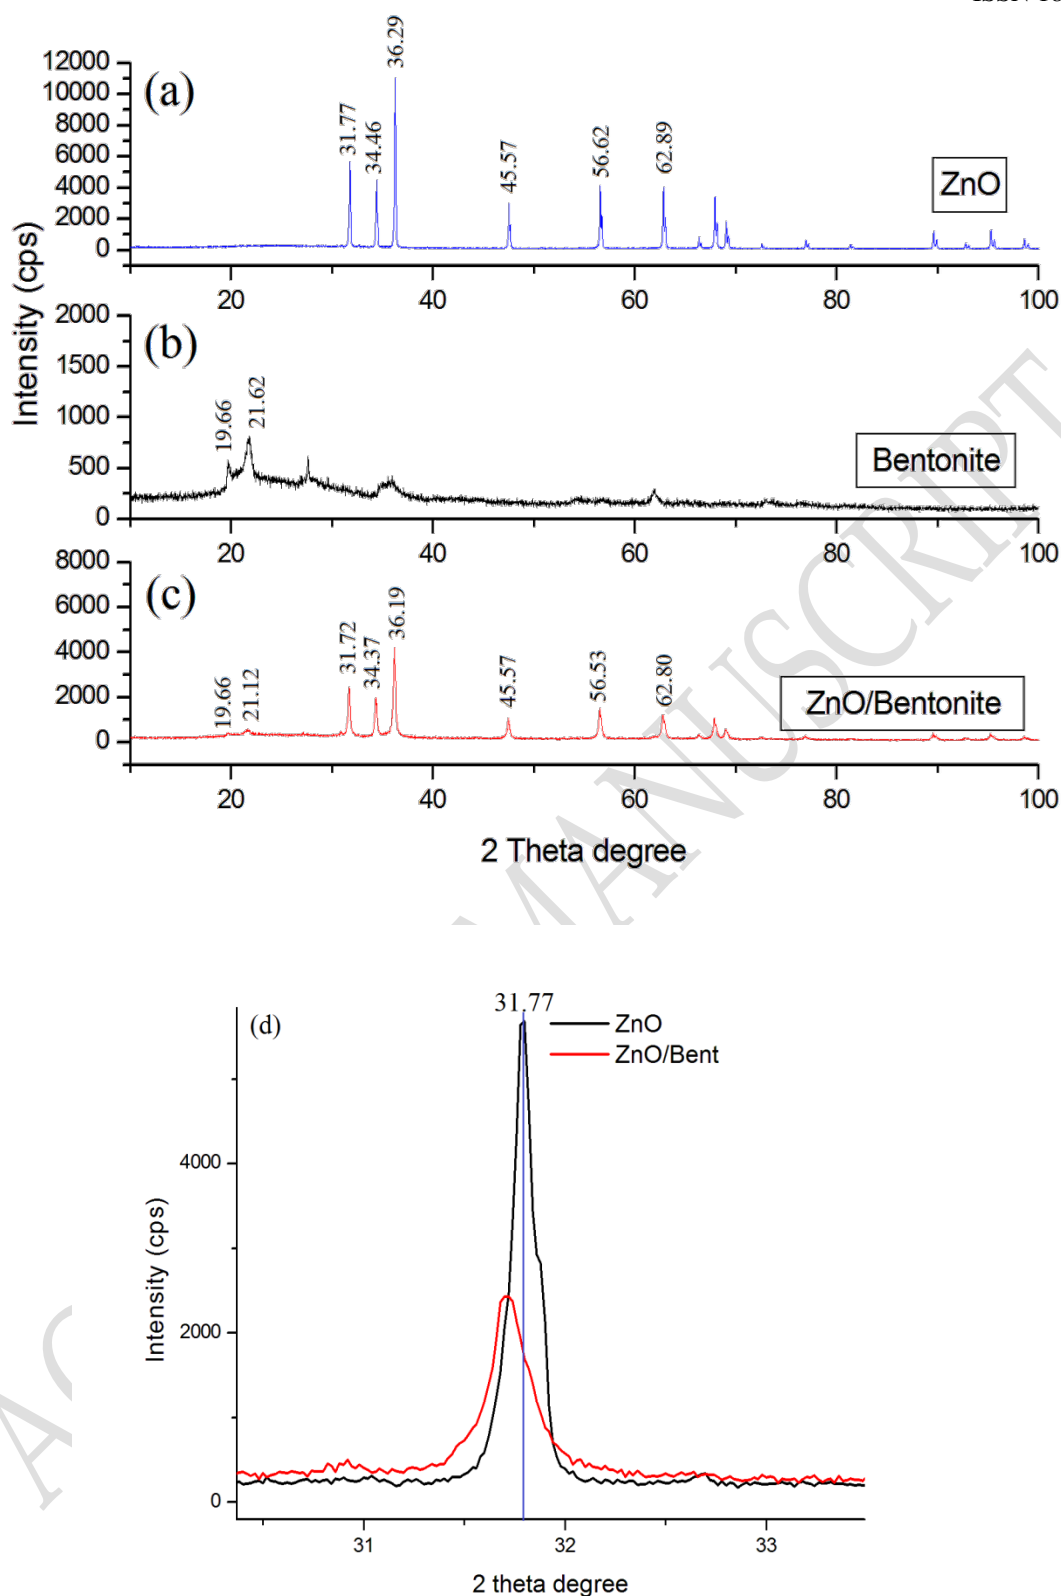 (a)
31.77
34.46
36.29
45.57
56.62
62.89
ZnO
12000
10000
8000
6000
4000
2000
0
20 40 60 80 100
Intensity (cps)
(b)
19.66
21.62
Bentonite
2000
1500
1000
500
0
20 40 60 80 100
(c)
19.66
21.12
31.72
34.37
36.19
45.57
56.53
62.80
ZnO/Bentonite
8000
6000
4000
2000
0
20 40 60 80 100
2 Theta degree
MANUSCRIPT
(d)
31.77
ZnO
ZnO/Bent
4000
2000
0
Intensity (cps)
31 32 33
2 theta degree